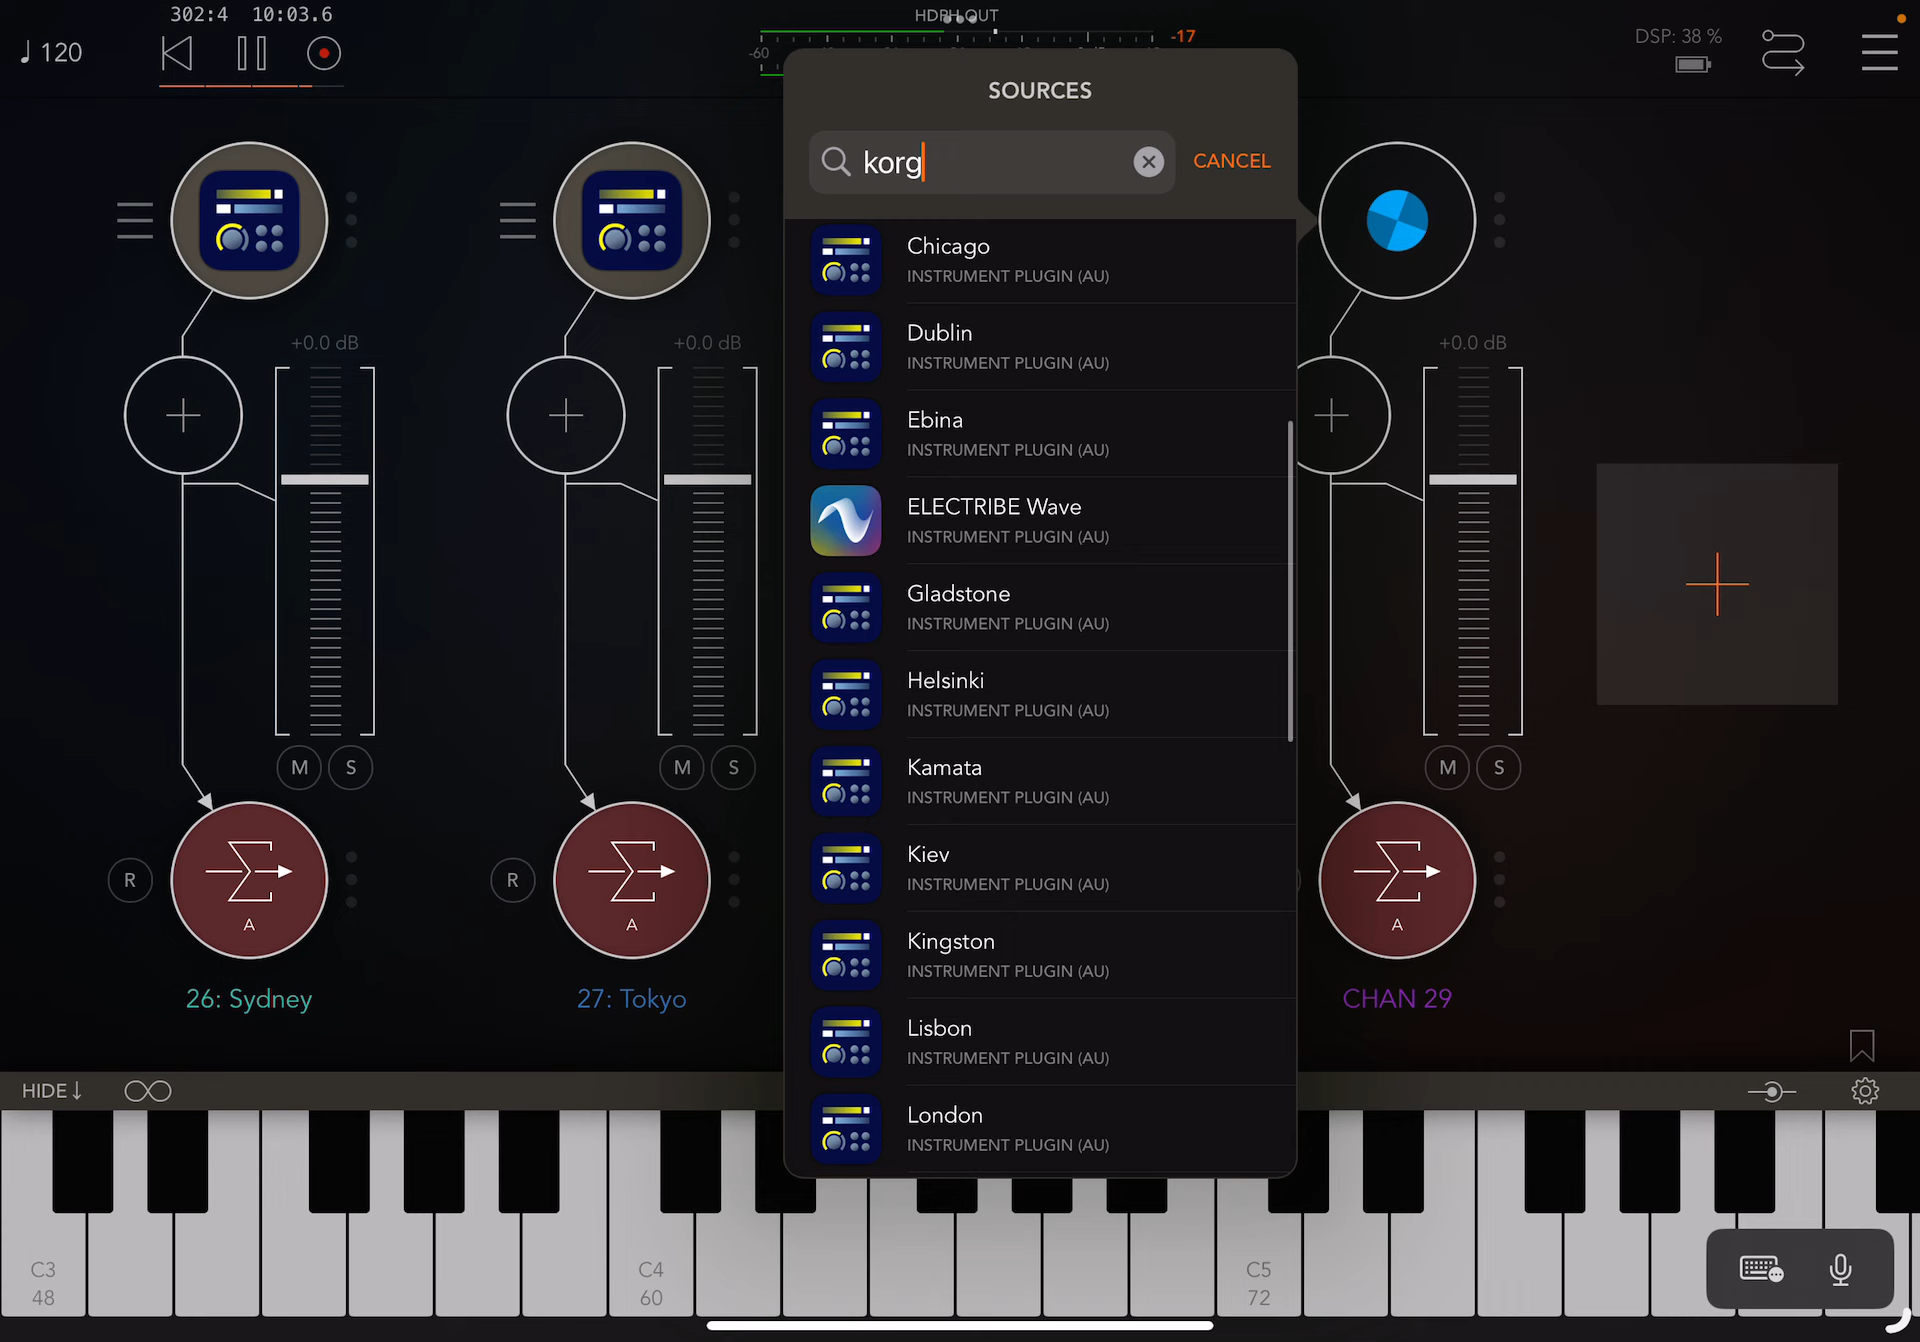 302:4 10:03.6
♩ 120
HDPH OUT
-17
-60
DSP: 38 %
SOURCES
korg
CANCEL
Chicago
INSTRUMENT PLUGIN (AU)
Dublin
INSTRUMENT PLUGIN (AU)
Ebina
INSTRUMENT PLUGIN (AU)
ELECTRIBE Wave
INSTRUMENT PLUGIN (AU)
Gladstone
INSTRUMENT PLUGIN (AU)
Helsinki
INSTRUMENT PLUGIN (AU)
Kamata
INSTRUMENT PLUGIN (AU)
Kiev
INSTRUMENT PLUGIN (AU)
Kingston
INSTRUMENT PLUGIN (AU)
Lisbon
INSTRUMENT PLUGIN (AU)
London
INSTRUMENT PLUGIN (AU)
+0.0 dB +0.0 dB +0.0 dB
M S M S M S
R R
A A A
26: Sydney 27: Tokyo CHAN 29
HIDE↓
C3 C4 C5
48 60 72